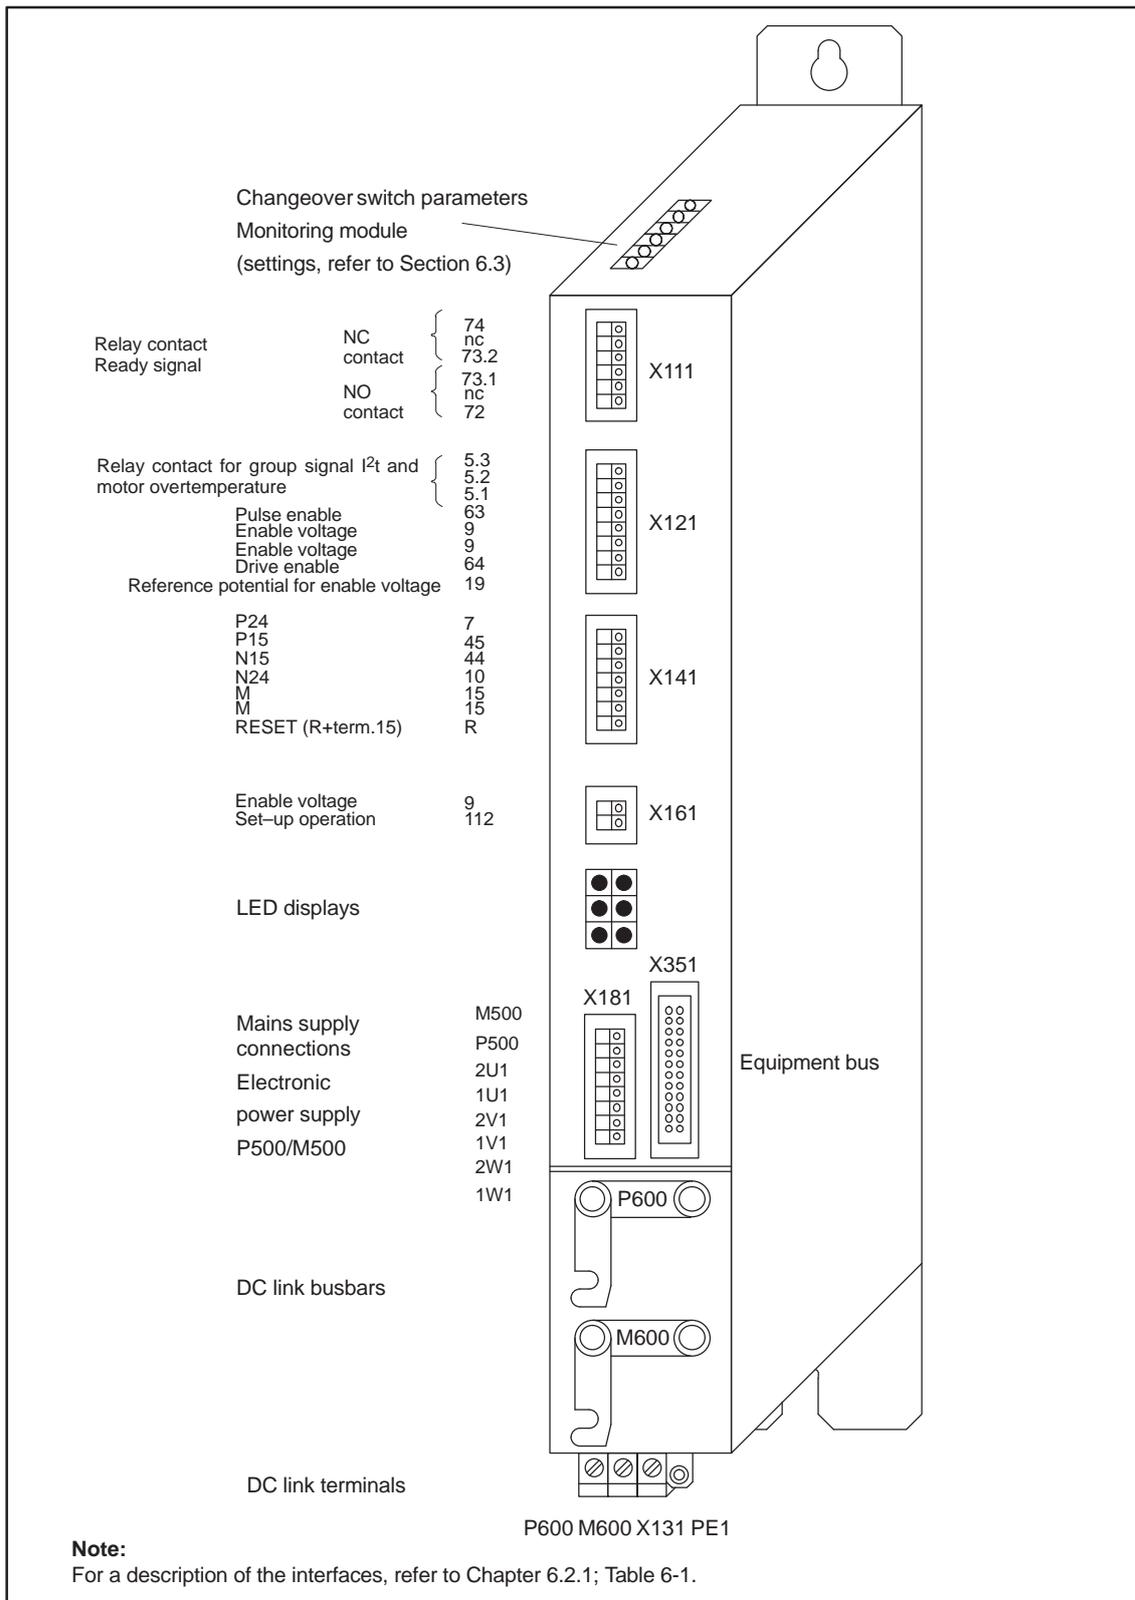 Changeover switch parameters
Monitoring module
(settings, refer to Section 6.3)
Relay contact
Ready signal
NC
contact
74
nc
73.2
NO
contact
73.1
nc
72
X111
Relay contact for group signal I²t and
motor overtemperature
5.3
5.2
5.1
Pulse enable 63
Enable voltage 9
Enable voltage 9
Drive enable 64
Reference potential for enable voltage 19
X121
P24 7
P15 45
N15 44
N24 10
M 15
M 15
RESET (R+term.15) R
X141
Enable voltage 9
Set–up operation 112
X161
LED displays
X351
X181
Mains supply
connections
Electronic
power supply
P500/M500
M500
P500
2U1
1U1
2V1
1V1
2W1
1W1
Equipment bus
P600
DC link busbars
M600
DC link terminals
P600 M600 X131 PE1
Note:
For a description of the interfaces, refer to Chapter 6.2.1; Table 6-1.